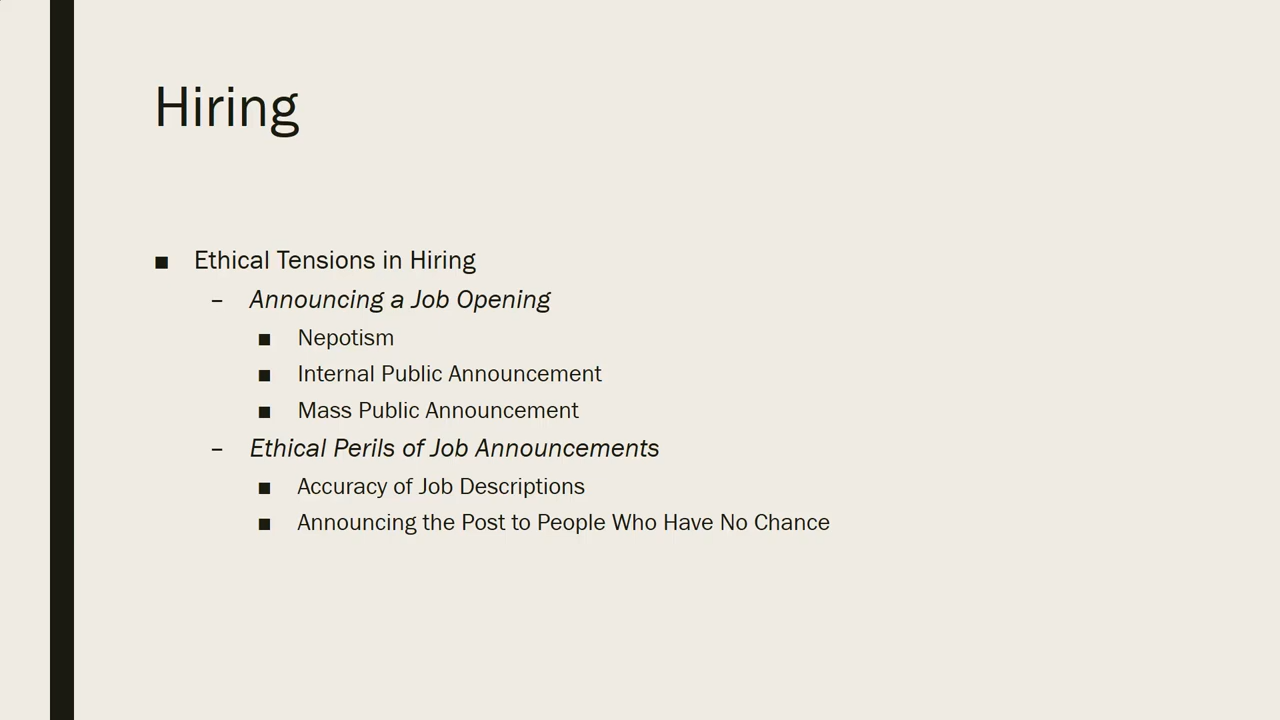 Hiring
■ Ethical Tensions in Hiring
– Announcing a Job Opening
■ Nepotism
■ Internal Public Announcement
■ Mass Public Announcement
– Ethical Perils of Job Announcements
■ Accuracy of Job Descriptions
■ Announcing the Post to People Who Have No Chance